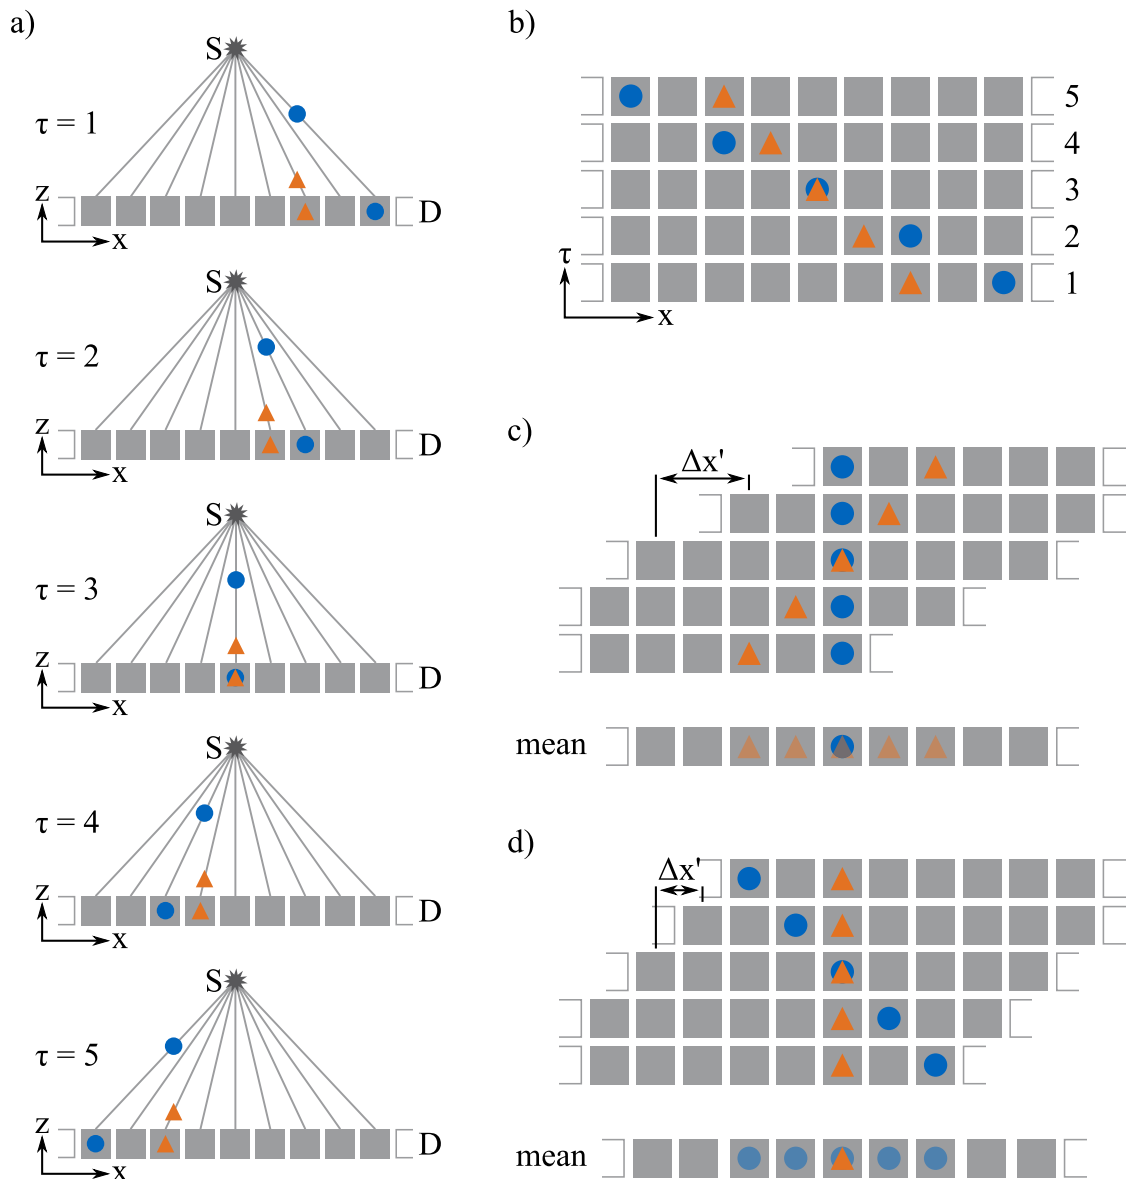 a)
S
τ = 1
z
x
D
S
τ = 2
z
x
D
S
τ = 3
z
x
D
S
τ = 4
z
x
D
S
τ = 5
z
x
D
b)
5
4
3
2
1
τ
x
c)
Δx'
mean
d)
Δx'
mean